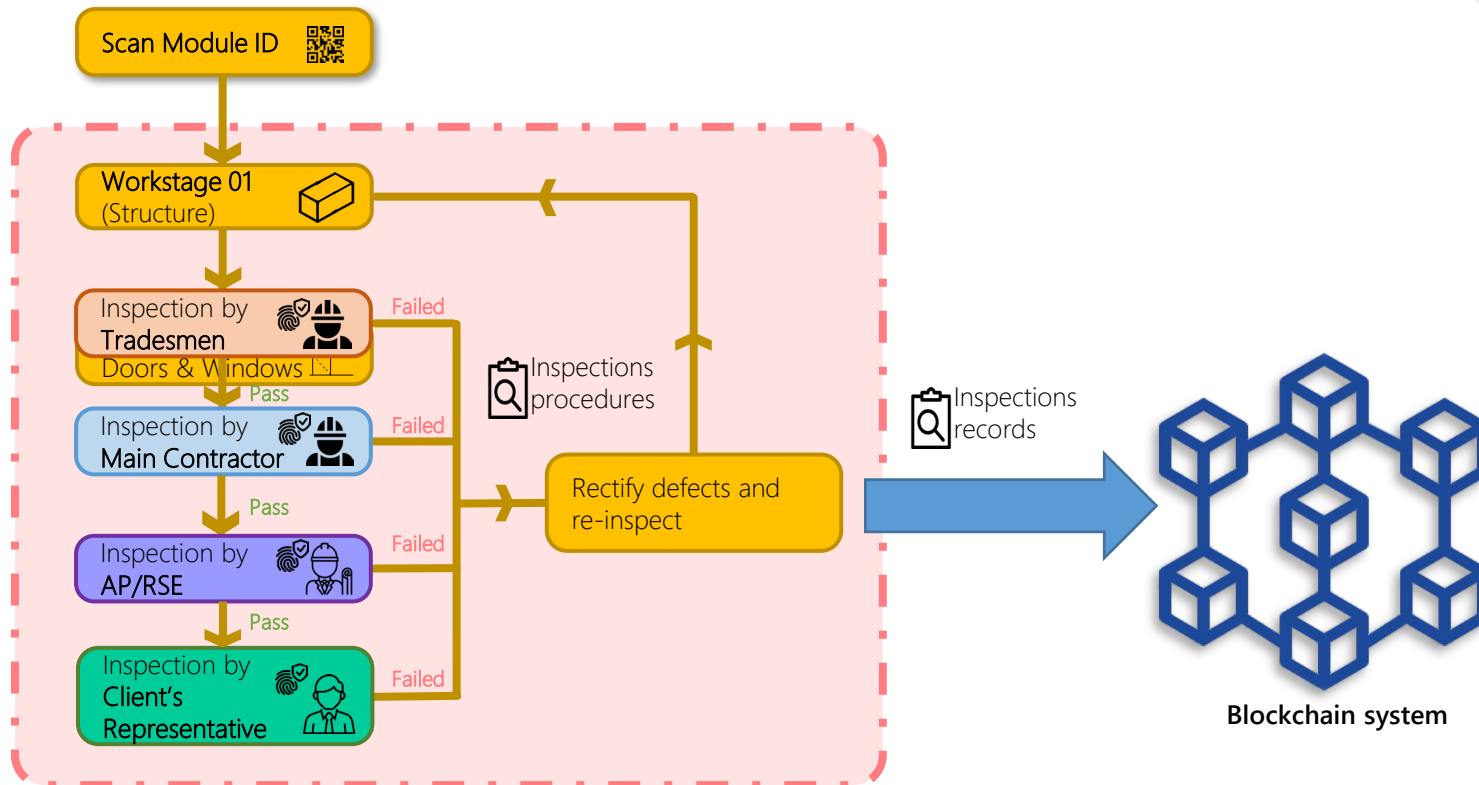 Scan Module ID
Workstage 01
(Structure)
Inspection by
Tradesmen
Failed
Doors & Windows
Pass
Inspection by
Main Contractor
Failed
Pass
Inspection by
AP/RSE
Failed
Pass
Inspection by
Client's
Representative
Failed
Inspections
procedures
Rectify defects and
re-inspect
Inspections
records
Blockchain system